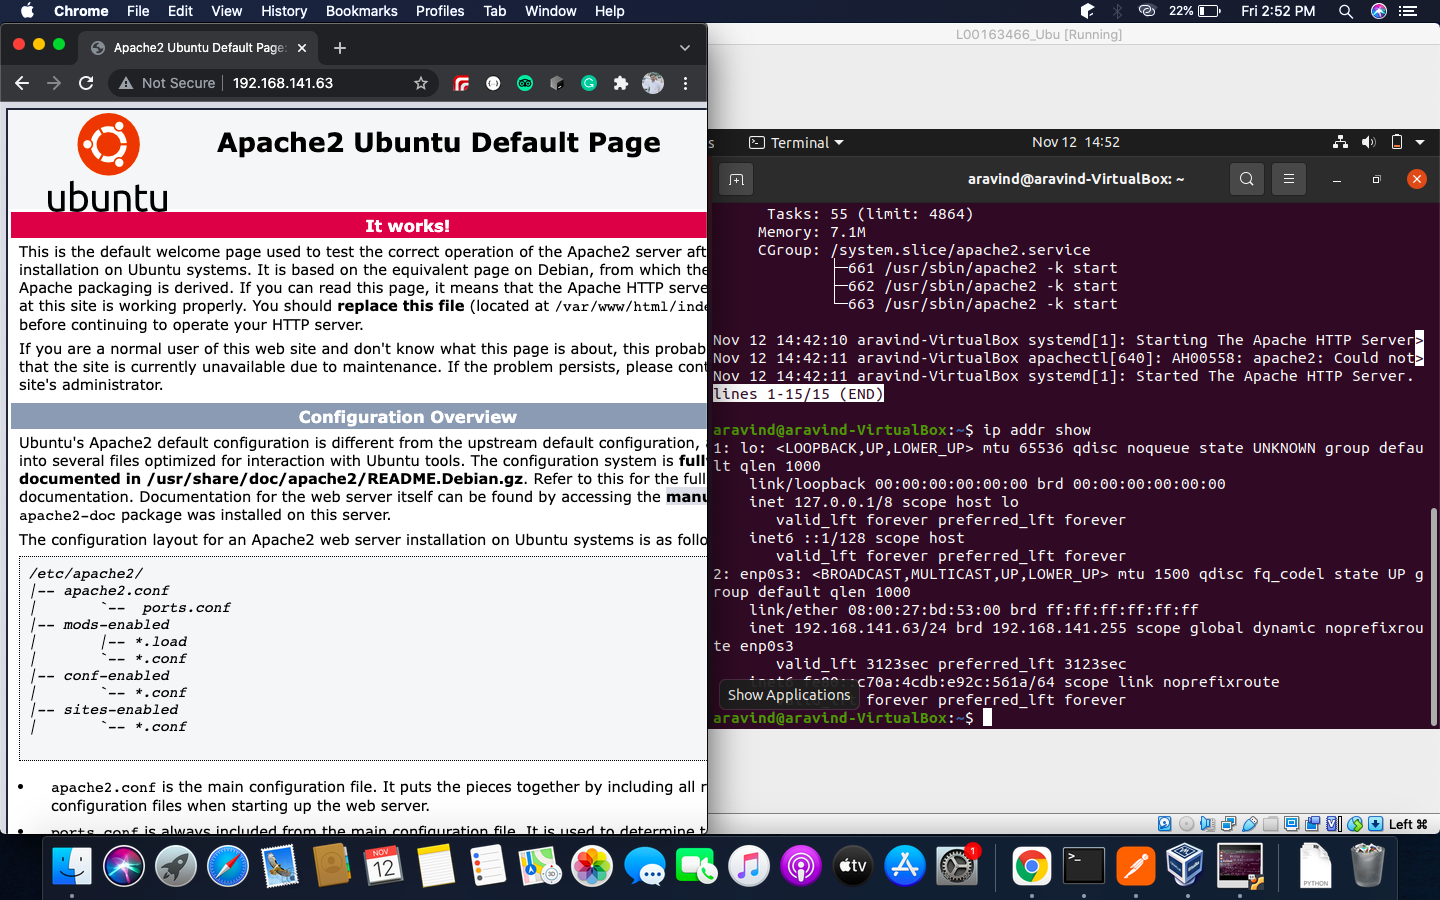 Chrome File Edit View History Bookmarks Profiles Tab Window Help 22% Fri 2:52 PM
L00163466_Ubu [Running]
Apache2 Ubuntu Default Page:
Not Secure 192.168.141.63
ubuntu
Apache2 Ubuntu Default Page
It works!
This is the default welcome page used to test the correct operation of the Apache2 server aft
installation on Ubuntu systems. It is based on the equivalent page on Debian, from which the
Apache packaging is derived. If you can read this page, it means that the Apache HTTP serve
at this site is working properly. You should replace this file (located at /var/www/html/inde
before continuing to operate your HTTP server.
If you are a normal user of this web site and don't know what this page is about, this probab
that the site is currently unavailable due to maintenance. If the problem persists, please cont
site's administrator.
Configuration Overview
Ubuntu's Apache2 default configuration is different from the upstream default configuration,
into several files optimized for interaction with Ubuntu tools. The configuration system is full
documented in /usr/share/doc/apache2/README.Debian.gz. Refer to this for the full
documentation. Documentation for the web server itself can be found by accessing the manu
apache2-doc package was installed on this server.
The configuration layout for an Apache2 web server installation on Ubuntu systems is as follo
/etc/apache2/
|-- apache2.conf
|       `--  ports.conf
|-- mods-enabled
|       |-- *.load
|       `-- *.conf
|-- conf-enabled
|       `-- *.conf
|-- sites-enabled
|       `-- *.conf
• apache2.conf is the main configuration file. It puts the pieces together by including all r
configuration files when starting up the web server.
• ports.conf is always included from the main configuration file. It is used to determine t
s Terminal Nov 12 14:52
aravind@aravind-VirtualBox: ~
Tasks: 55 (limit: 4864)
Memory: 7.1M
CGroup: /system.slice/apache2.service
├─661 /usr/sbin/apache2 -k start
├─662 /usr/sbin/apache2 -k start
└─663 /usr/sbin/apache2 -k start
Nov 12 14:42:10 aravind-VirtualBox systemd[1]: Starting The Apache HTTP Server>
Nov 12 14:42:11 aravind-VirtualBox apachectl[640]: AH00558: apache2: Could not>
Nov 12 14:42:11 aravind-VirtualBox systemd[1]: Started The Apache HTTP Server.
lines 1-15/15 (END)
aravind@aravind-VirtualBox:~$ ip addr show
1: lo: <LOOPBACK,UP,LOWER_UP> mtu 65536 qdisc noqueue state UNKNOWN group defau
lt qlen 1000
link/loopback 00:00:00:00:00:00 brd 00:00:00:00:00:00
inet 127.0.0.1/8 scope host lo
valid_lft forever preferred_lft forever
inet6 ::1/128 scope host
valid_lft forever preferred_lft forever
2: enp0s3: <BROADCAST,MULTICAST,UP,LOWER_UP> mtu 1500 qdisc fq_codel state UP g
roup default qlen 1000
link/ether 08:00:27:bd:53:00 brd ff:ff:ff:ff:ff:ff
inet 192.168.141.63/24 brd 192.168.141.255 scope global dynamic noprefixrou
te enp0s3
valid_lft 3123sec preferred_lft 3123sec
c70a:4cdb:e92c:561a/64 scope link noprefixroute
Show Applications
forever preferred_lft forever
aravind@aravind-VirtualBox:~$
Left ⌘
NOV
12
3D
tv
1
>_
PYTHON